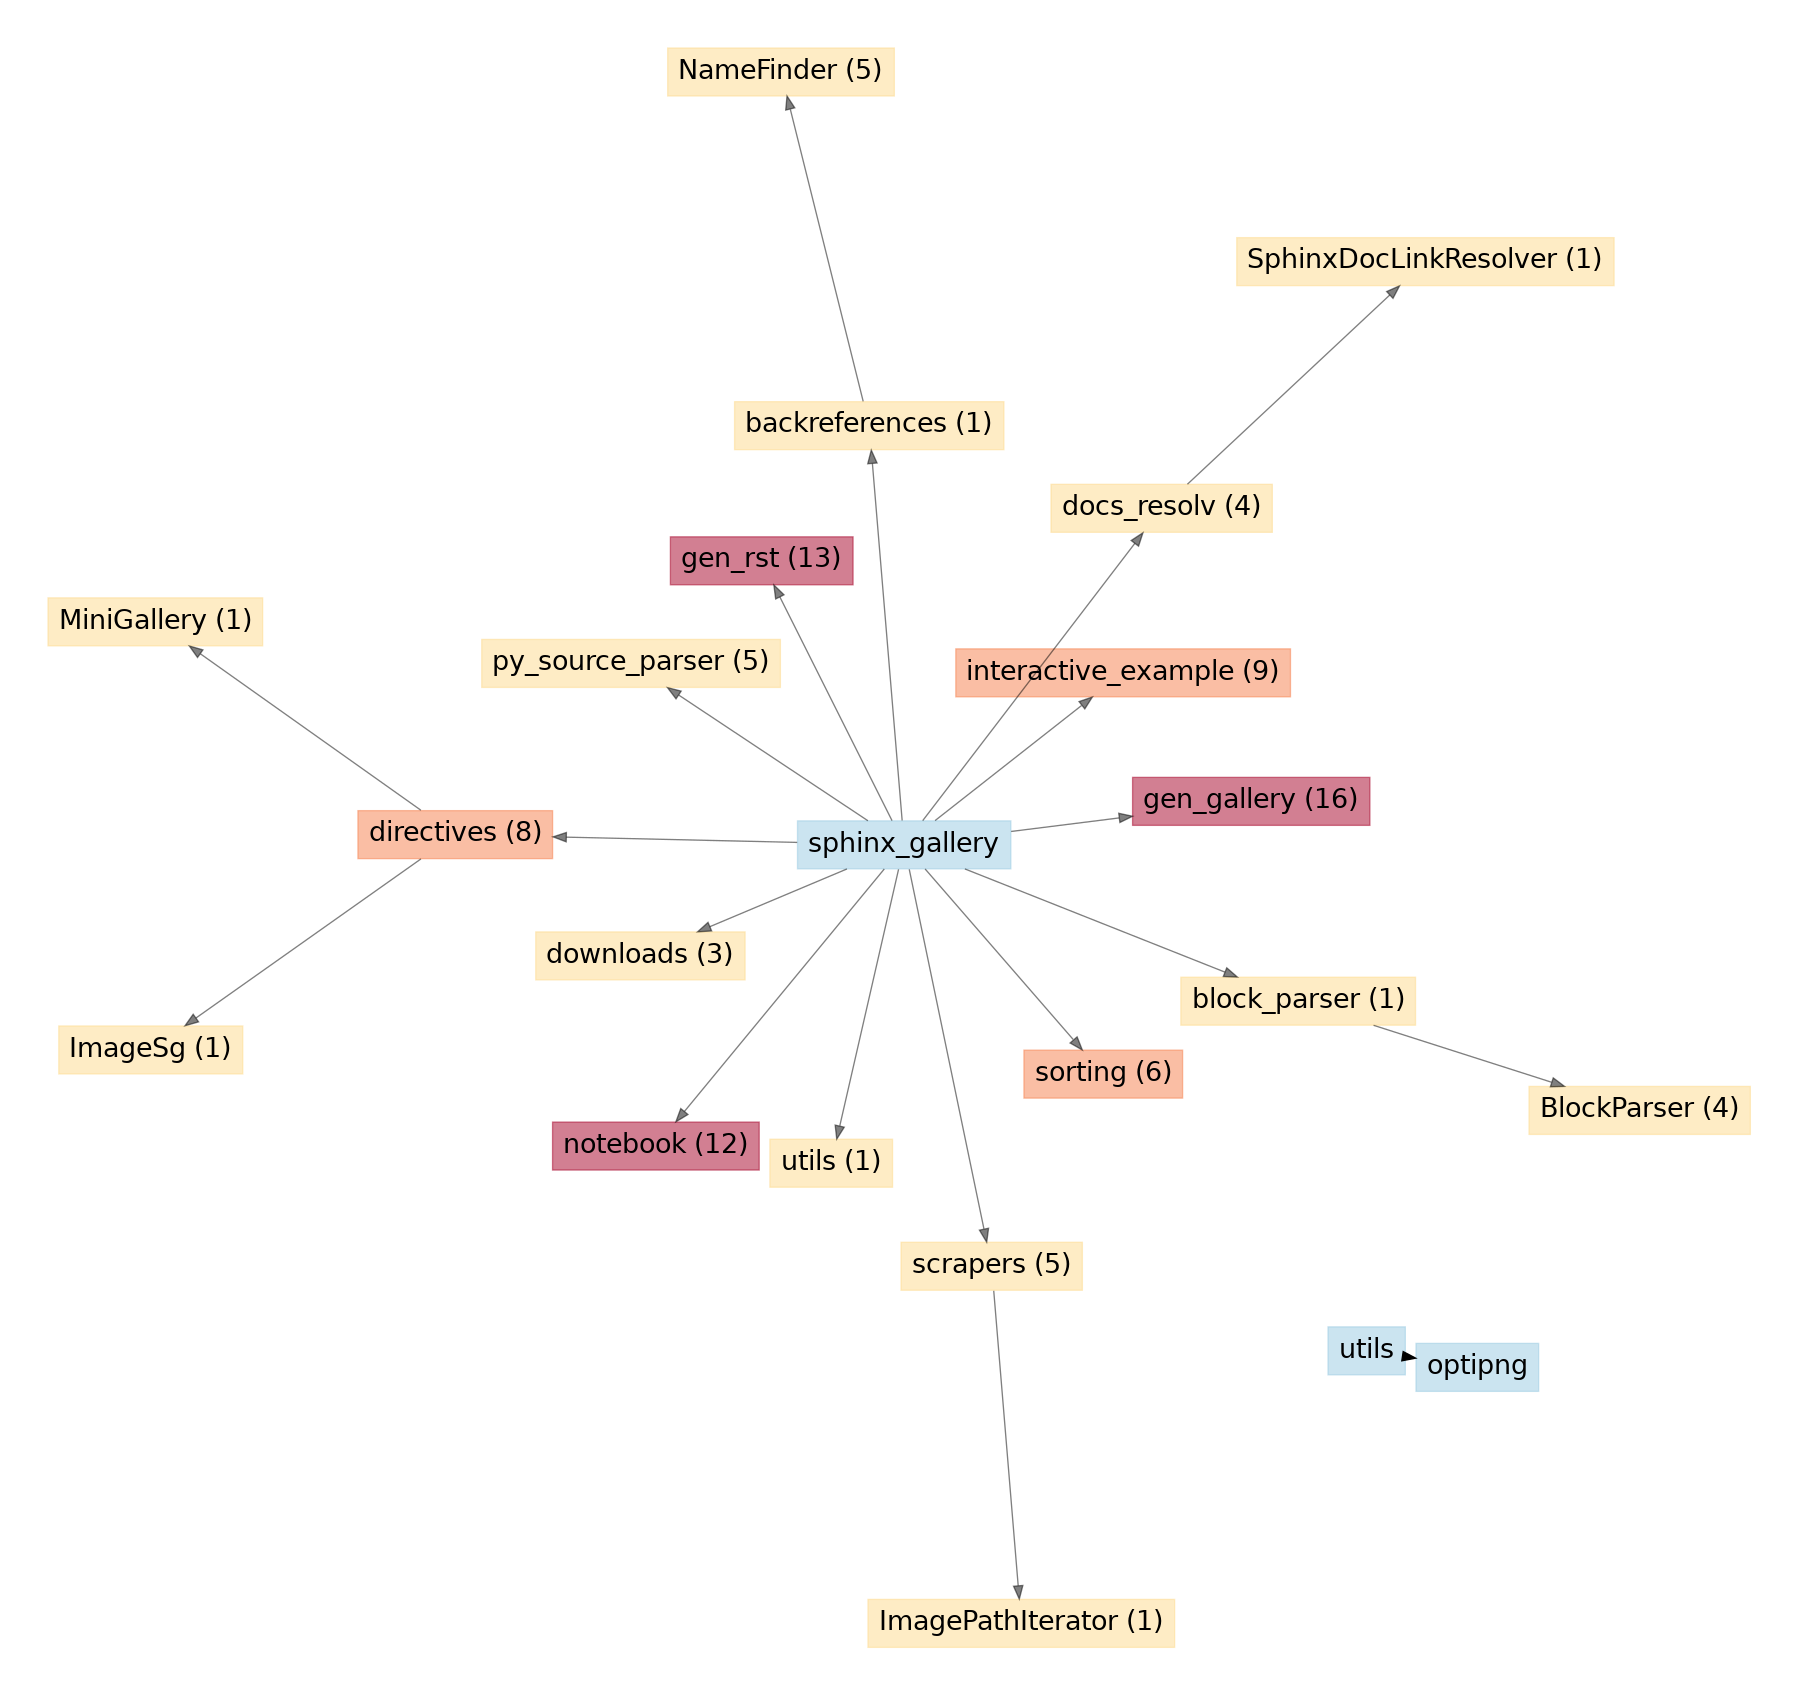 NameFinder (5)
SphinxDocLinkResolver (1)
backreferences (1)
docs_resolv (4)
gen_rst (13)
MiniGallery (1)
py_source_parser (5)
interactive_example (9)
gen_gallery (16)
directives (8)
sphinx_gallery
downloads (3)
block_parser (1)
ImageSg (1)
sorting (6)
BlockParser (4)
notebook (12)
utils (1)
scrapers (5)
utils
optipng
ImagePathIterator (1)